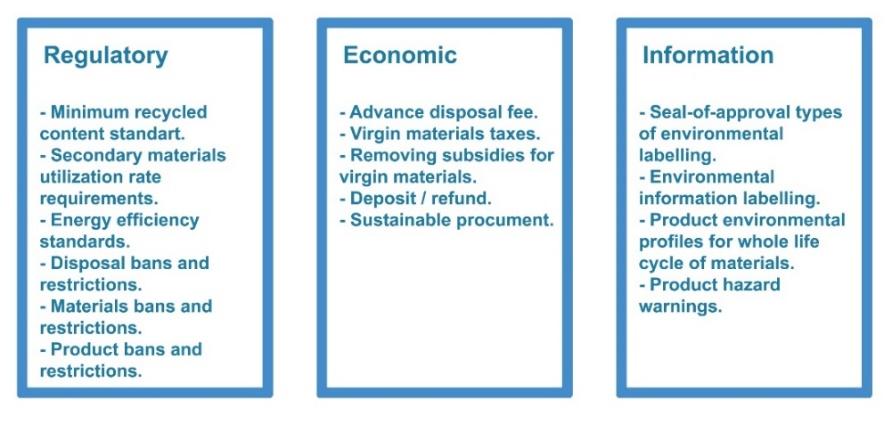 Regulatory
- Minimum recycled
content standart.
- Secondary materials
utilization rate
requirements.
- Energy efficiency
standards.
- Disposal bans and
restrictions.
- Materials bans and
restrictions.
- Product bans and
restrictions.
Economic
- Advance disposal fee.
- Virgin materials taxes.
- Removing subsidies for
virgin materials.
- Deposit / refund.
- Sustainable procument.
Information
- Seal-of-approval types
of environmental
labelling.
- Environmental
information labelling.
- Product environmental
profiles for whole life
cycle of materials.
- Product hazard
warnings.